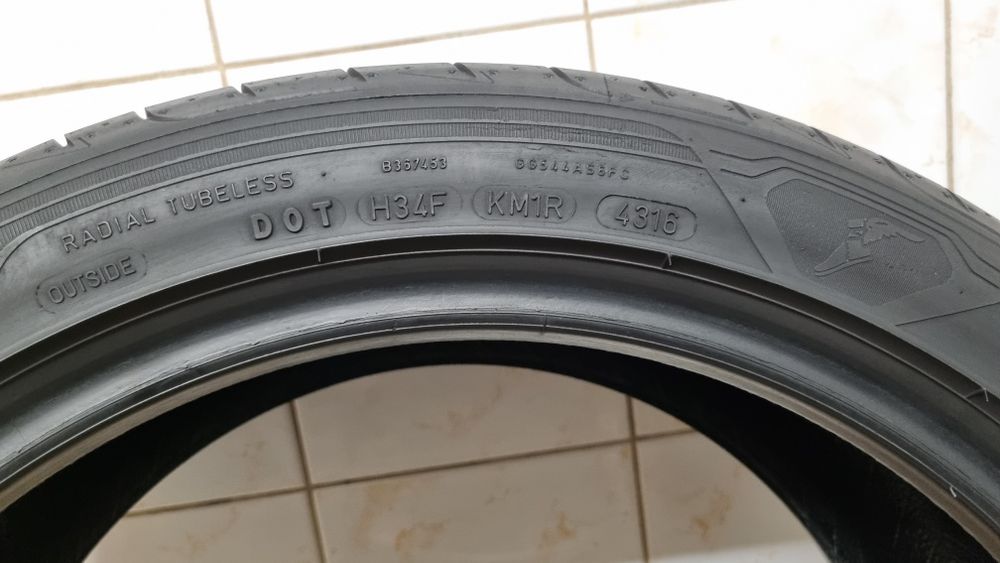 RADIAL TUBELESS
B367453
DOT H34F KM1R 4316
OUTSIDE